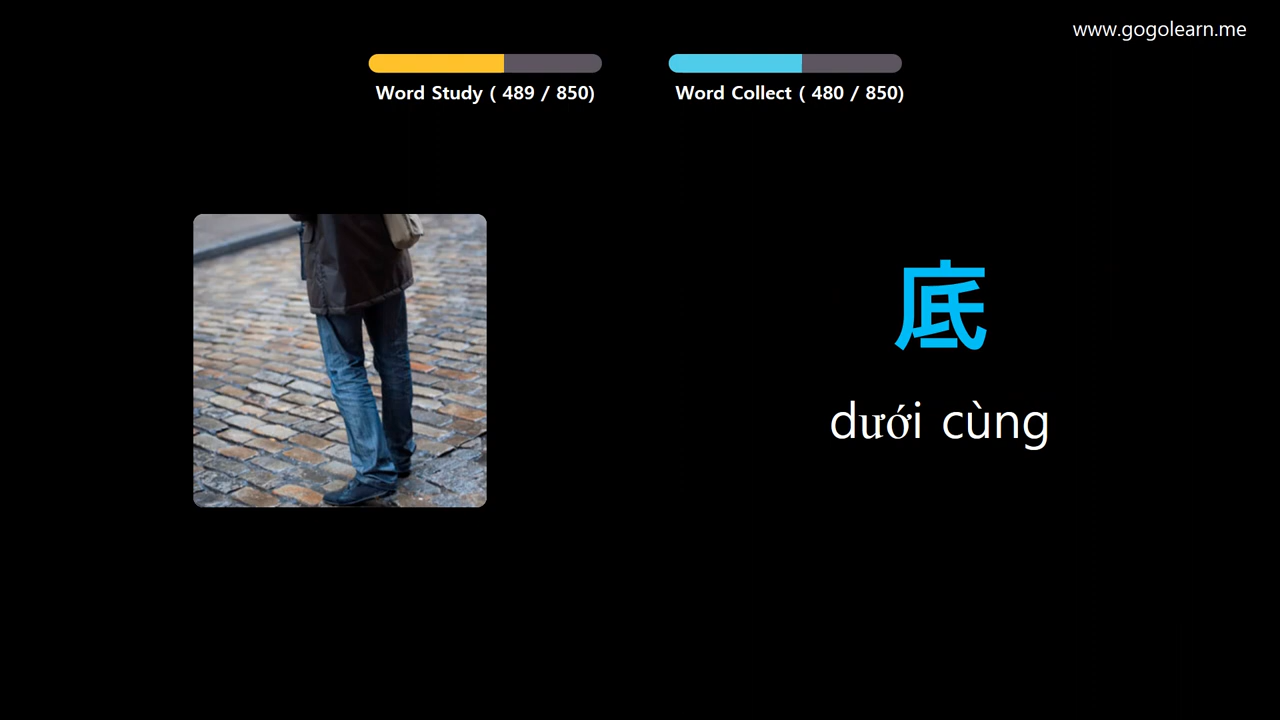 www.gogolearn.me
Word Study ( 489 / 850)
Word Collect ( 480 / 850)
底
dưới cùng